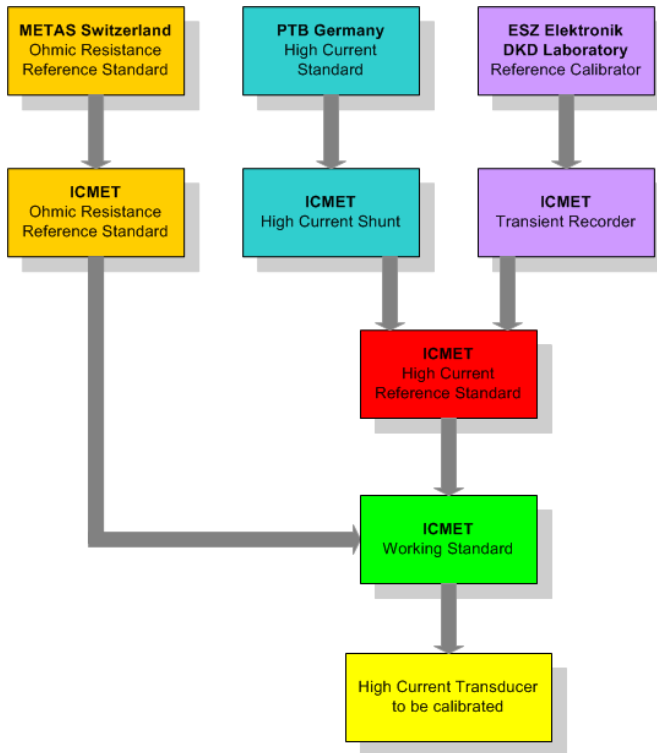 METAS Switzerland
Ohmic Resistance
Reference Standard
PTB Germany
High Current
Standard
ESZ Elektronik
DKD Laboratory
Reference Calibrator
ICMET
Ohmic Resistance
Reference Standard
ICMET
High Current Shunt
ICMET
Transient Recorder
ICMET
High Current
Reference Standard
ICMET
Working Standard
High Current Transducer
to be calibrated